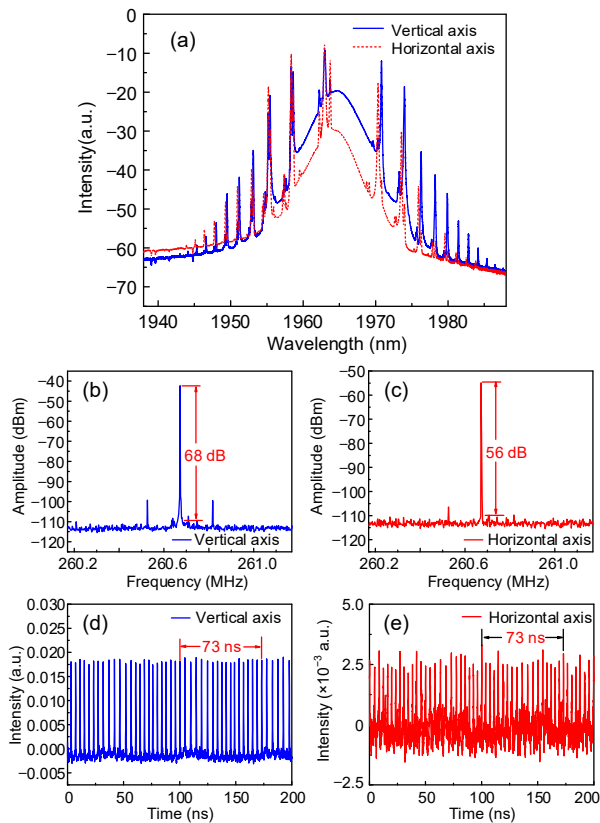 (a)
Vertical axis
Horizontal axis
0
−10
−20
−30
−40
−50
−60
−70
Intensity(a.u.)
1940 1950 1960 1970 1980
Wavelength (nm)
(b)
−40
−50
−60
−70
−80
−90
−100
−110
−120
Amplitude (dBm)
68 dB
Vertical axis
260.2 260.6 261.0
Frequency (MHz)
(c)
−50
−60
−70
−80
−90
−100
−110
−120
Amplitude (dBm)
56 dB
Horizontal axis
260.2 260.6 261.0
Frequency (MHz)
(d)
Vertical axis
73 ns
0.030
0.025
0.020
0.015
0.010
0.005
0.000
−0.005
Intensity (a.u.)
0 50 100 150 200
Time (ns)
(e)
Horizontal axis
73 ns
5.0
2.5
0
−2.5
Intensity (×10⁻³ a.u.)
0 50 100 150 200
Time (ns)